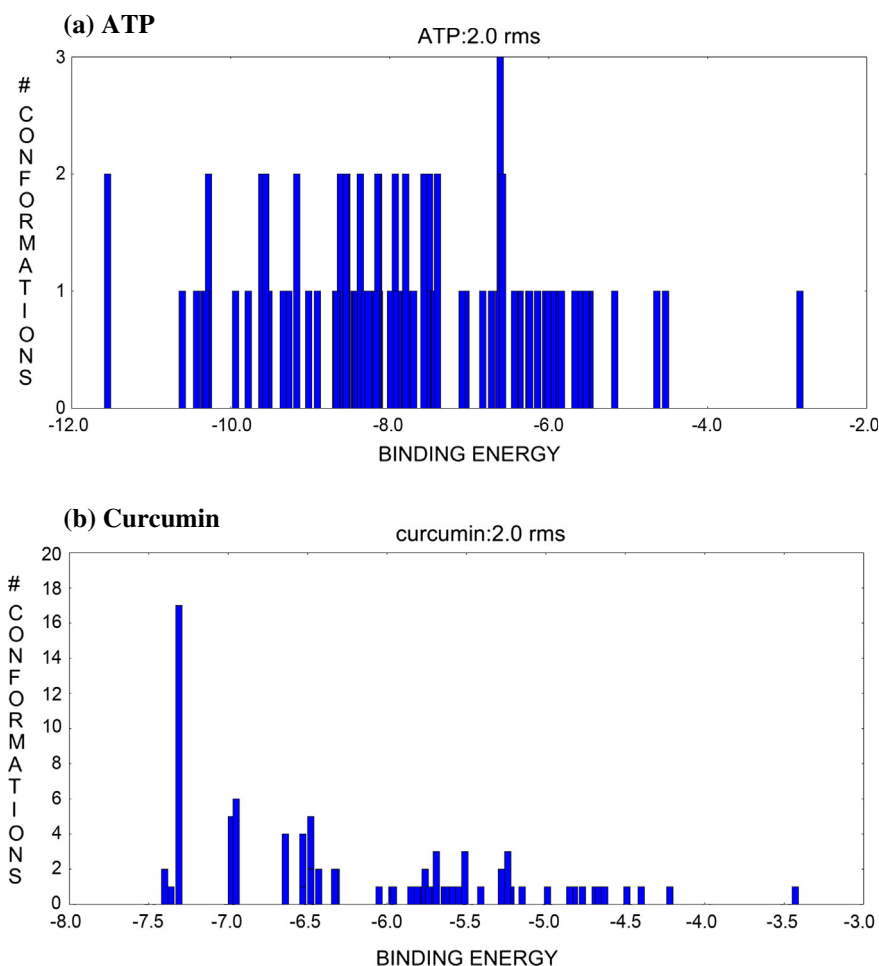 (a) ATP
ATP:2.0 rms
# CONFORMATIONS
3
2
1
0
-12.0 -10.0 -8.0 -6.0 -4.0 -2.0
BINDING ENERGY
(b) Curcumin
curcumin:2.0 rms
# CONFORMATIONS
20
18
16
14
12
10
8
6
4
2
0
-8.0 -7.5 -7.0 -6.5 -6.0 -5.5 -5.0 -4.5 -4.0 -3.5 -3.0
BINDING ENERGY